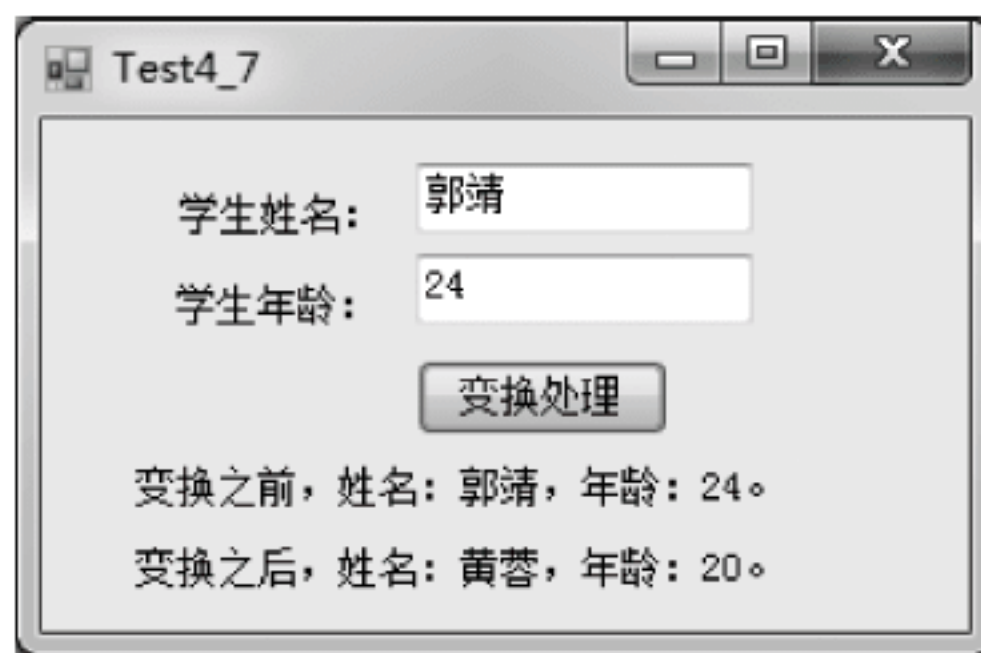 Test4_7
学生姓名： 郭靖
学生年龄： 24
变换处理
变换之前，姓名：郭靖，年龄：24。
变换之后，姓名：黄蓉，年龄：20。